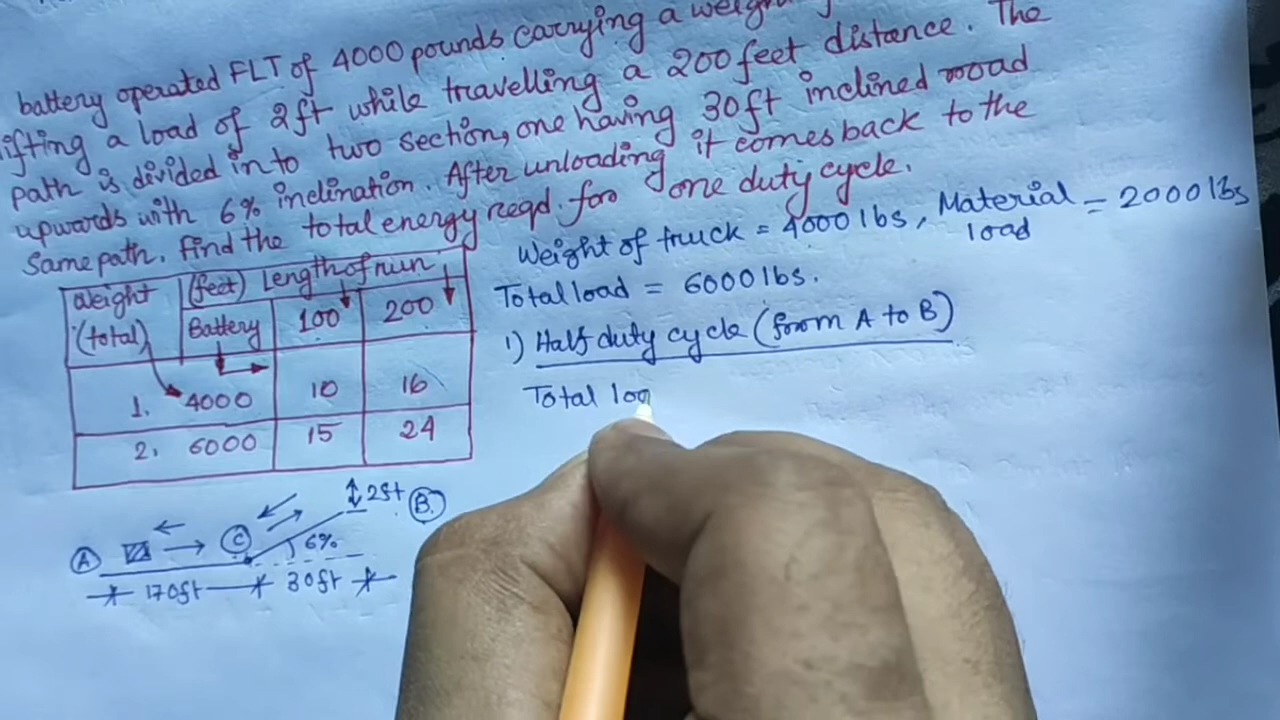 battery operated FLT of 4000 pounds carrying a
lifting a load of 2ft while travelling a 200 feet distance. The
path is divided in to two section, one having 30ft inclined road
upwards with 6% inclination. After unloading it comes back to the
same path. Find the total energy reqd. for one duty cycle.
Weight of truck = 4000 lbs, Material load = 2000 lbs
Total load = 6000 lbs.
1) Half duty cycle (from A to B)
Total loa
Weight (total) (feet) Length of run
Battery 100 200
1. 4000 10 16
2. 6000 15 24
2ft B
A C 6%
170ft 30ft